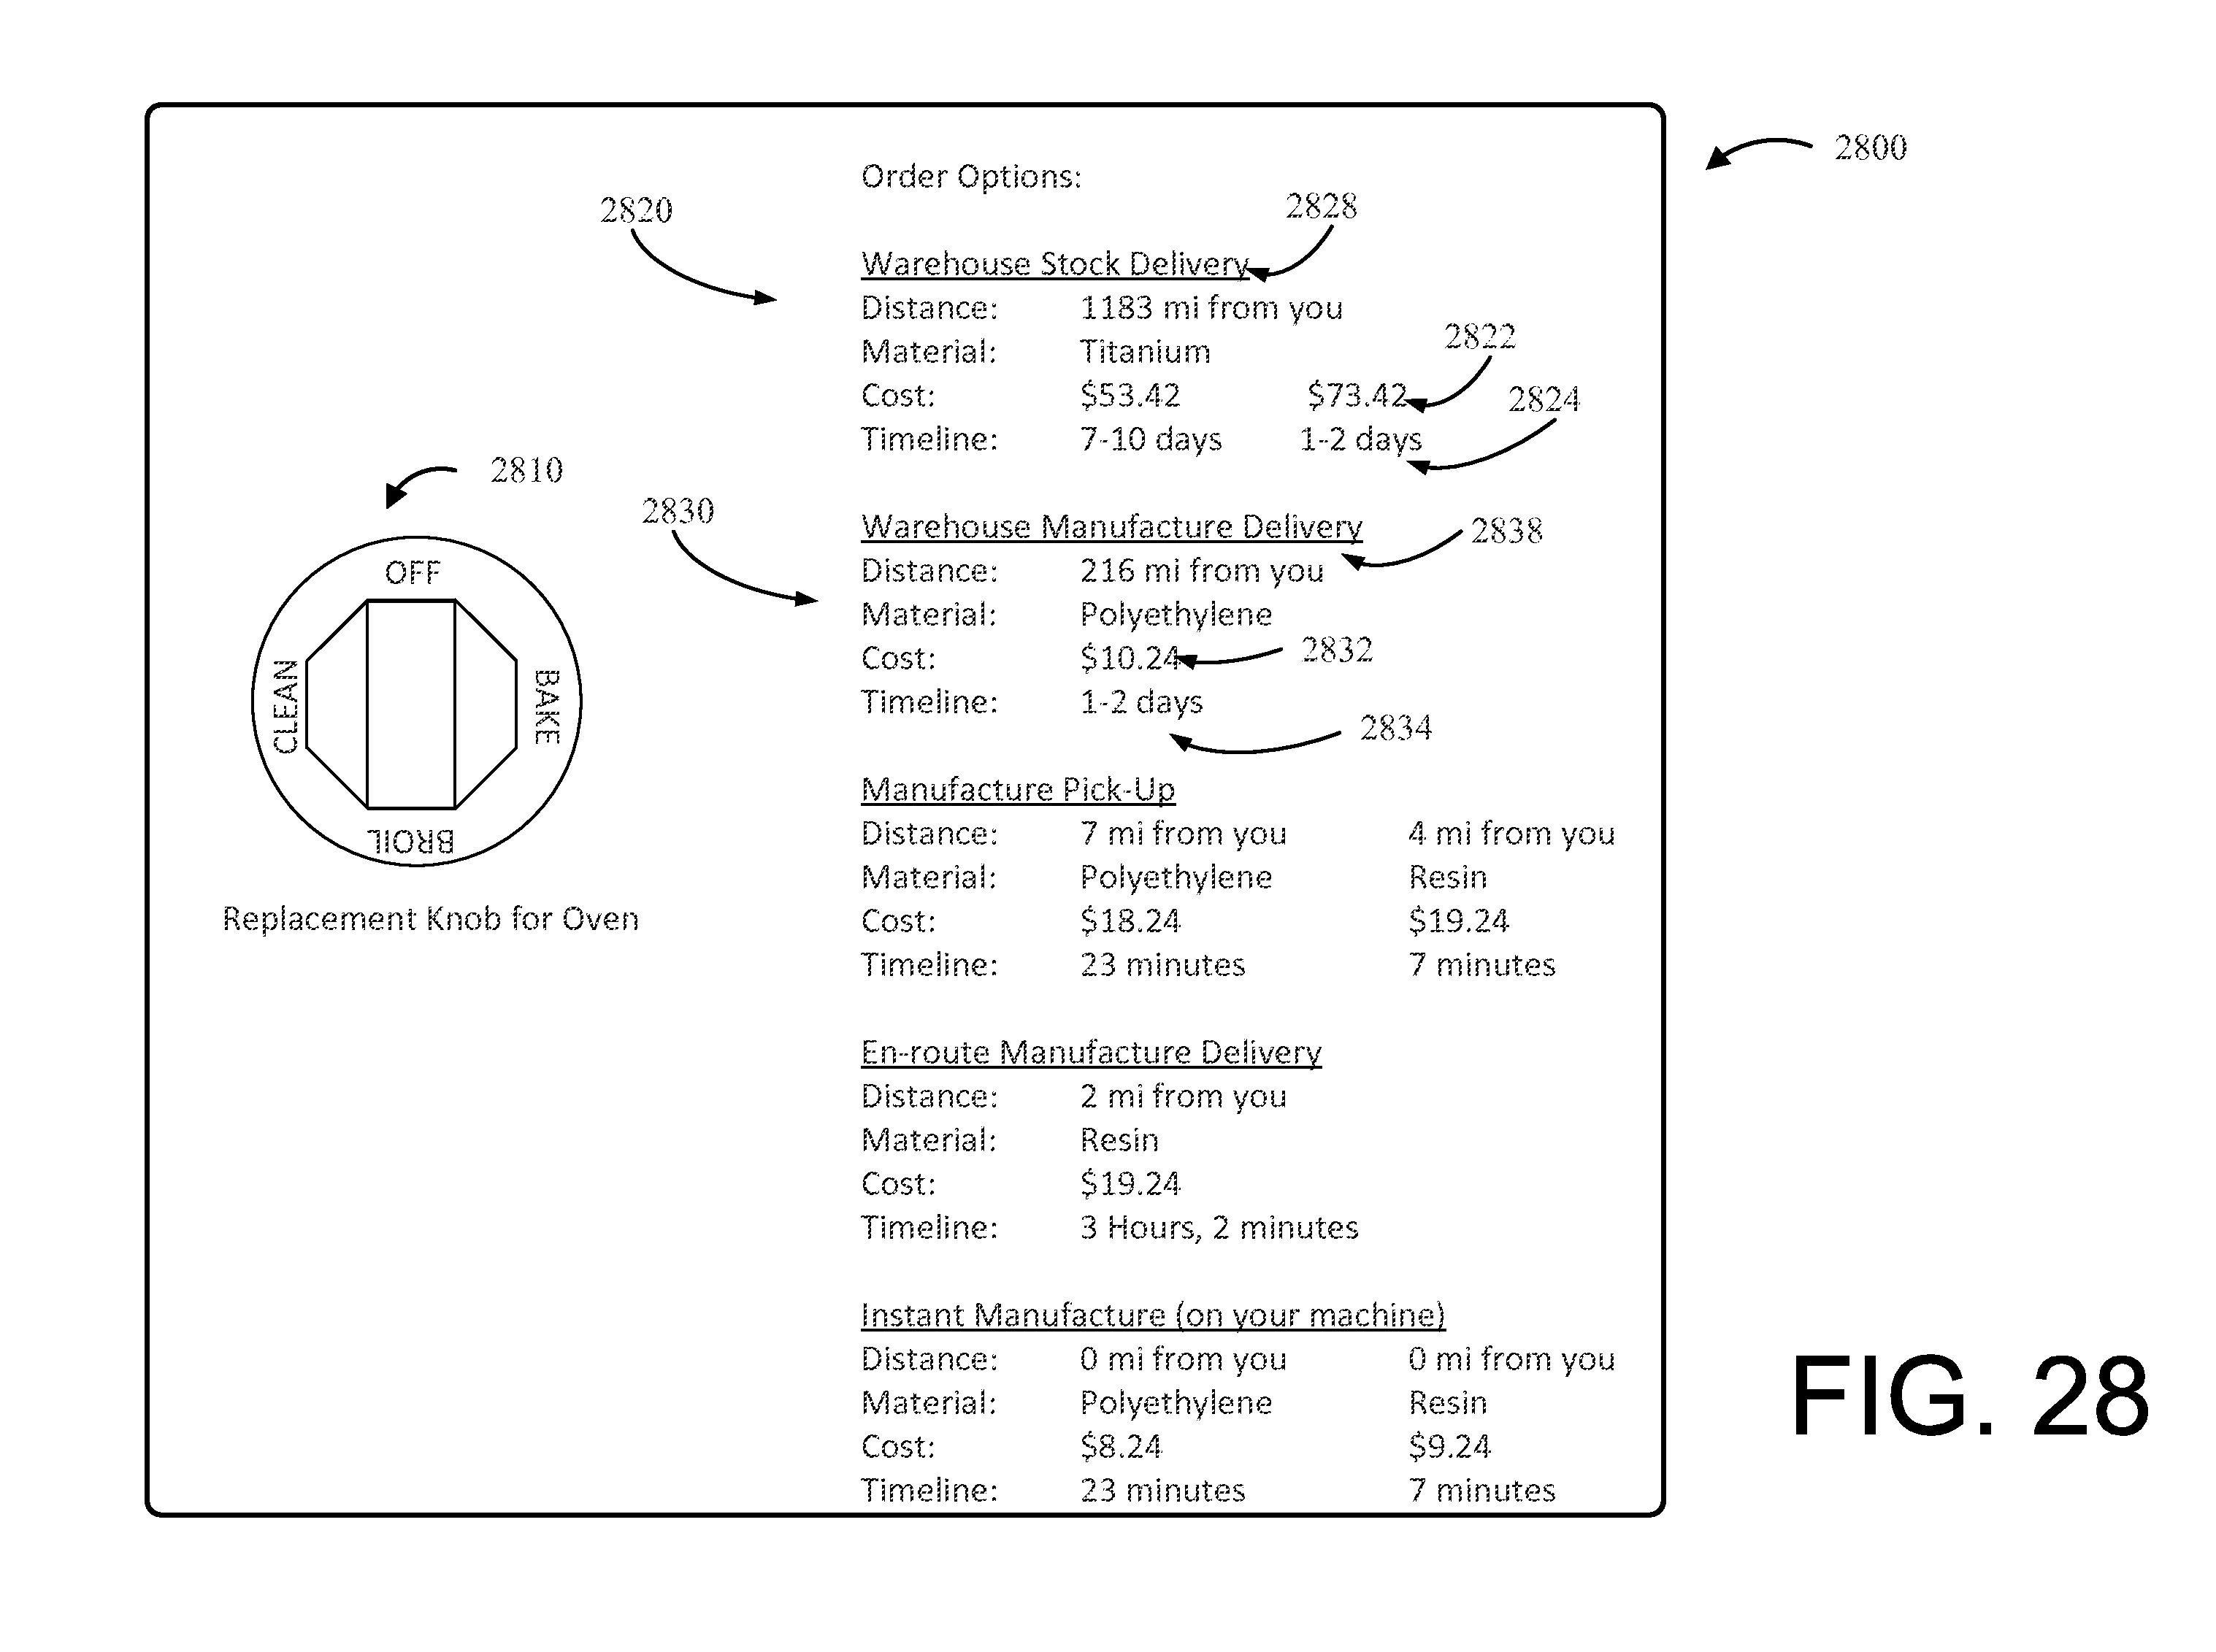 2800
Order Options:
2820
2828
Warehouse Stock Delivery
Distance: 1183 mi from you
2822
Material: Titanium
Cost: $53.42 $73.42
2824
Timeline: 7-10 days 1-2 days
2810
2830
Warehouse Manufacture Delivery
2838
Distance: 216 mi from you
Material: Polyethylene
Cost: $10.24
2832
Timeline: 1-2 days
2834
OFF
CLEAN
BAKE
BROIL
Replacement Knob for Oven
Manufacture Pick-Up
Distance: 7 mi from you 4 mi from you
Material: Polyethylene Resin
Cost: $18.24 $19.24
Timeline: 23 minutes 7 minutes
En-route Manufacture Delivery
Distance: 2 mi from you
Material: Resin
Cost: $19.24
Timeline: 3 Hours, 2 minutes
Instant Manufacture (on your machine)
Distance: 0 mi from you 0 mi from you
Material: Polyethylene Resin
Cost: $8.24 $9.24
Timeline: 23 minutes 7 minutes
FIG. 28